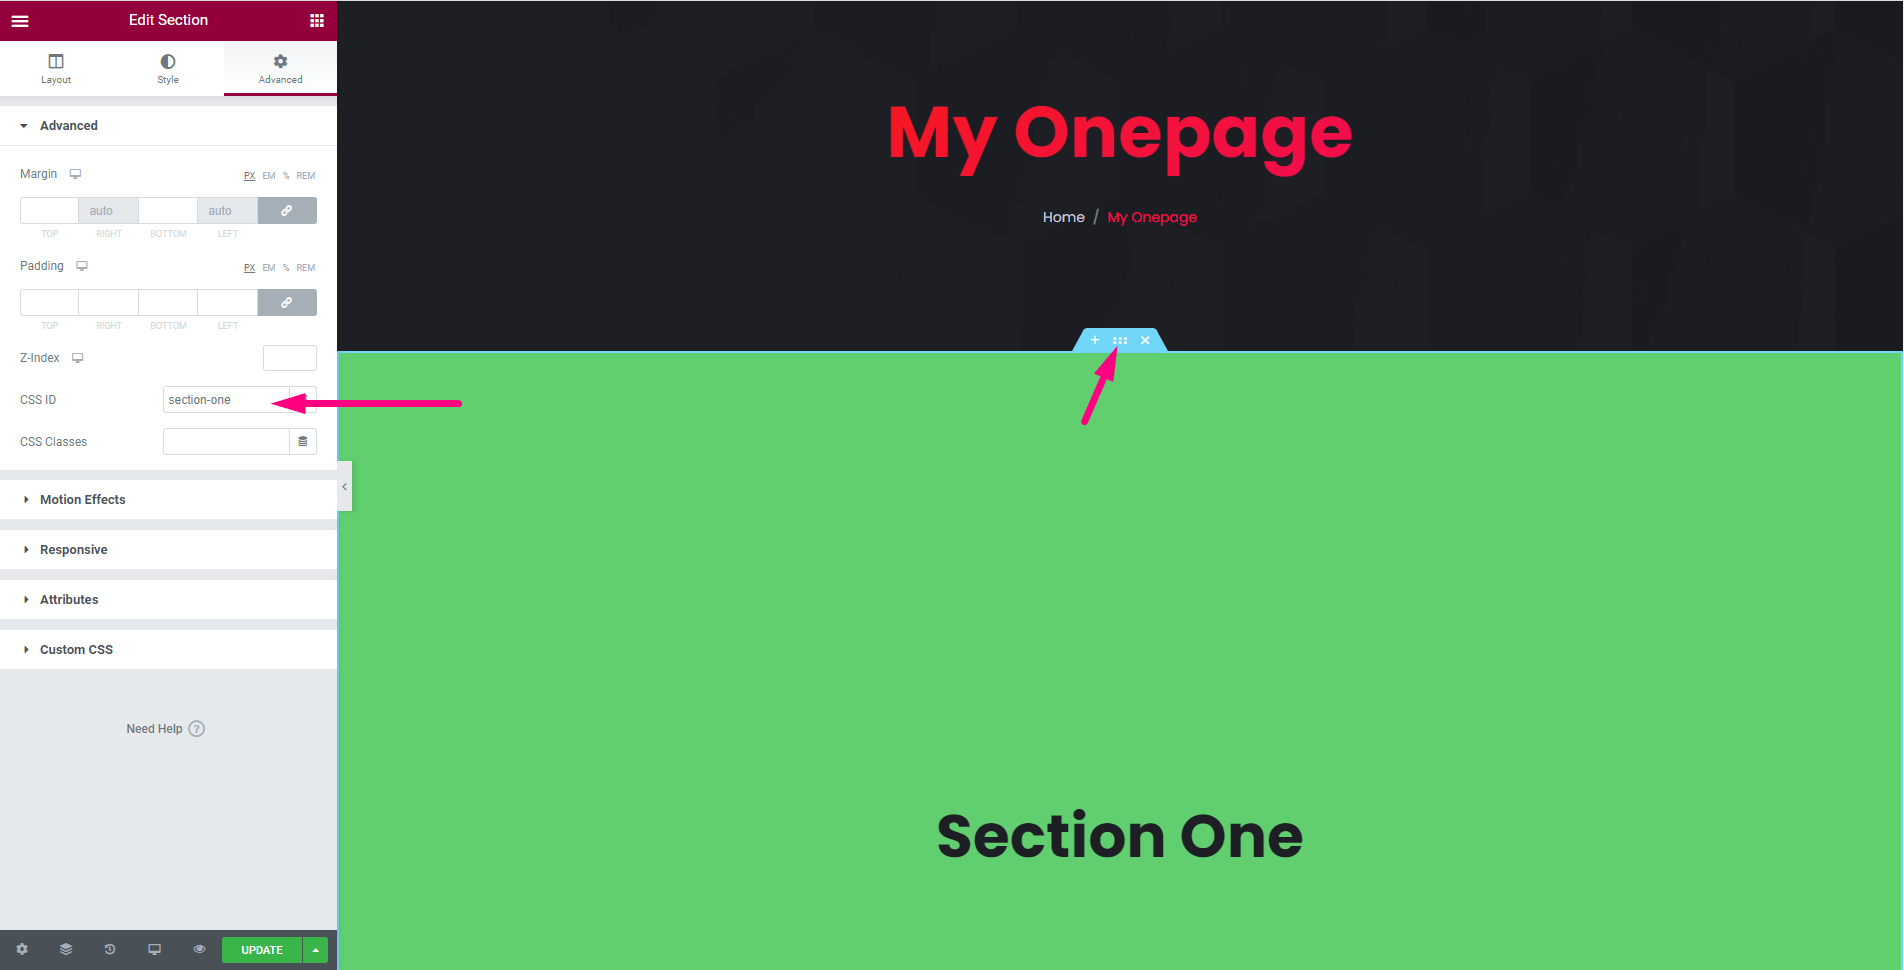 Edit Section
Layout Style Advanced
Advanced
Margin PX EM % REM
auto auto
TOP RIGHT BOTTOM LEFT
Padding PX EM % REM
TOP RIGHT BOTTOM LEFT
Z-Index
CSS ID section-one
CSS Classes
Motion Effects
Responsive
Attributes
Custom CSS
Need Help ?
UPDATE
My Onepage
Home / My Onepage
Section One